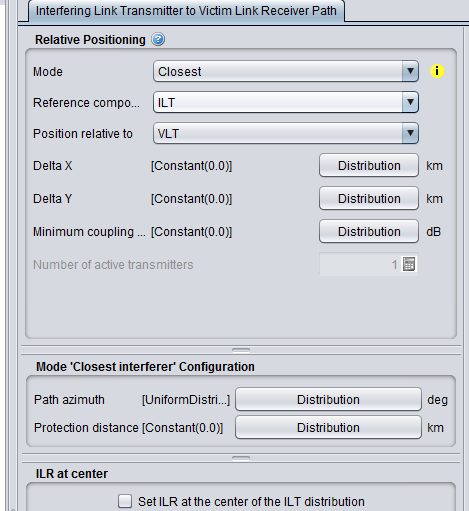 Interfering Link Transmitter to Victim Link Receiver Path
Relative Positioning ?
Mode Closest i
Reference compo... ILT
Position relative to VLT
Delta X [Constant(0.0)] Distribution km
Delta Y [Constant(0.0)] Distribution km
Minimum coupling ... [Constant(0.0)] Distribution dB
Number of active transmitters 1
Mode 'Closest interferer' Configuration
Path azimuth [UniformDistri...] Distribution deg
Protection distance [Constant(0.0)] Distribution km
ILR at center
Set ILR at the center of the ILT distribution